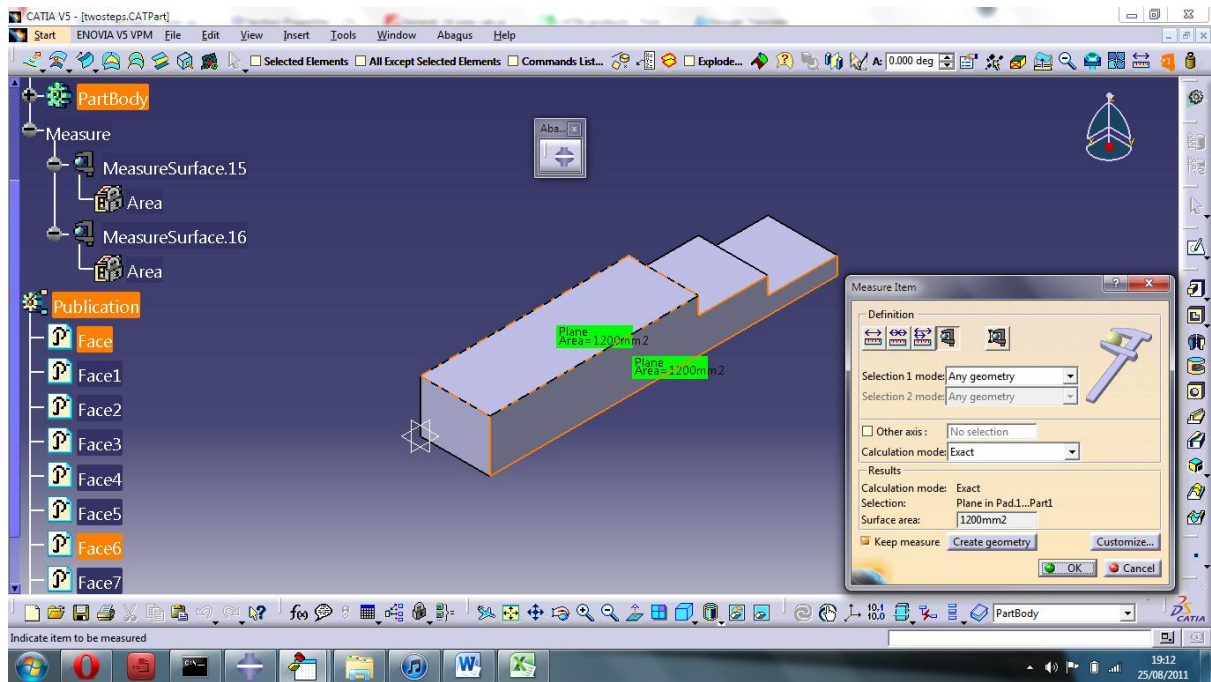 CATIA V5 - [twosteps.CATPart]
Start ENOVIA V5 VPM File Edit View Insert Tools Window Abaqus Help
Selected Elements All Except Selected Elements Commands List... Explode... A: 0.000 deg
PartBody
Measure
MeasureSurface.15
Area
MeasureSurface.16
Area
Publication
Face
Face1
Face2
Face3
Face4
Face5
Face6
Face7
Aba...
Plane
Area=1200mm2
Plane
Area=1200mm2
Measure Item
Definition
Selection 1 mode: Any geometry
Selection 2 mode: Any geometry
Other axis : No selection
Calculation mode: Exact
Results
Calculation mode: Exact
Selection: Plane in Pad.1...Part1
Surface area: 1200mm2
Keep measure Create geometry Customize...
OK Cancel
PartBody
CATIA
Indicate item to be measured
19:12
25/08/2011